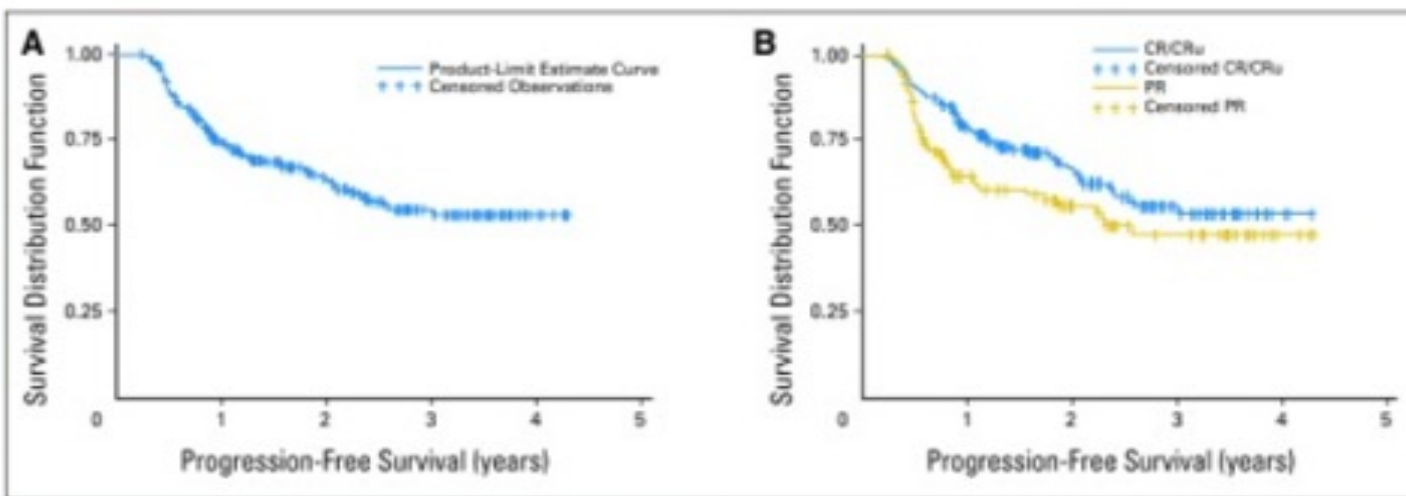 A
1.00
0.75
0.50
0.25
0
1
2
3
4
5
Survival Distribution Function
Progression-Free Survival (years)
Product-Limit Estimate Curve
Censored Observations
B
1.00
0.75
0.50
0.25
0
1
2
3
4
5
Survival Distribution Function
Progression-Free Survival (years)
CR/CRu
Censored CR/CRu
PR
Censored PR